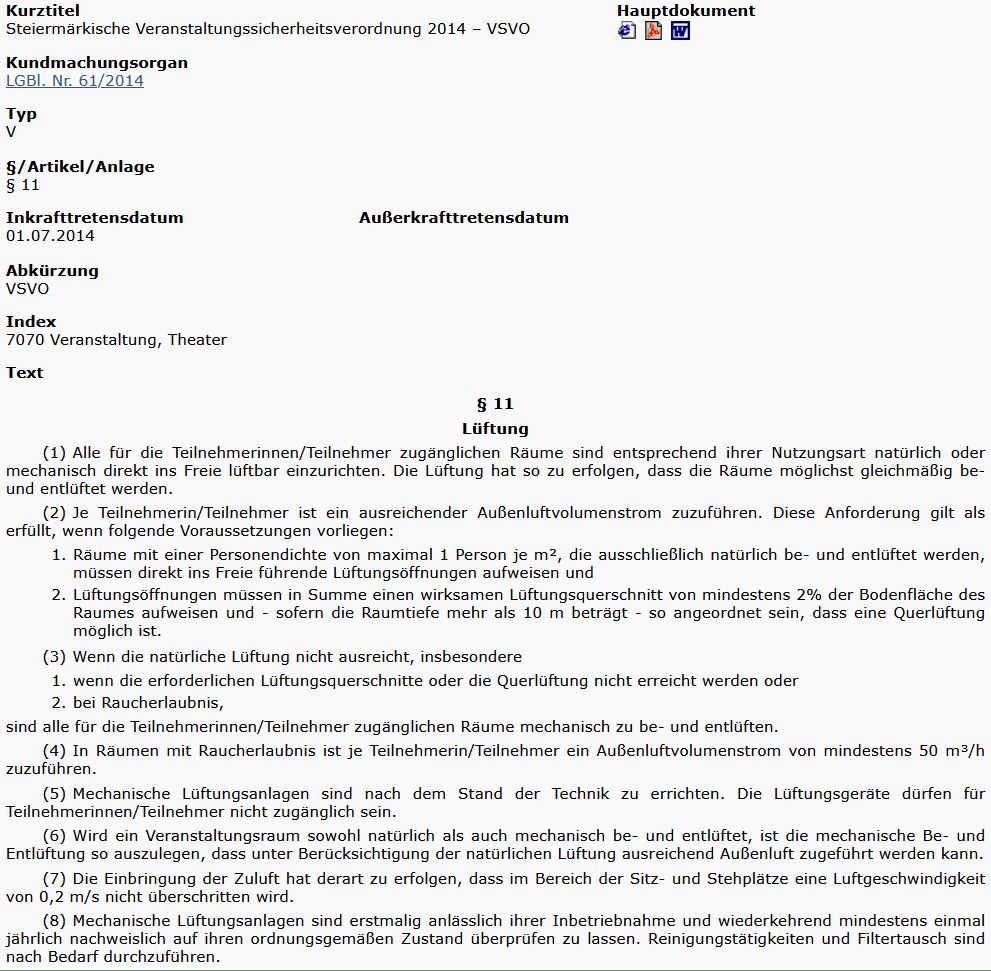 Kurztitel
Hauptdokument
Steiermärkische Veranstaltungssicherheitsverordnung 2014 – VSVO
Kundmachungsorgan
LGBl. Nr. 61/2014
Typ
V
§/Artikel/Anlage
§ 11
Inkrafttretensdatum
Außerkrafttretensdatum
01.07.2014
Abkürzung
VSVO
Index
7070 Veranstaltung, Theater
Text
§ 11
Lüftung
(1) Alle für die Teilnehmerinnen/Teilnehmer zugänglichen Räume sind entsprechend ihrer Nutzungsart natürlich oder
mechanisch direkt ins Freie lüftbar einzurichten. Die Lüftung hat so zu erfolgen, dass die Räume möglichst gleichmäßig be-
und entlüftet werden.
(2) Je Teilnehmerin/Teilnehmer ist ein ausreichender Außenluftvolumenstrom zuzuführen. Diese Anforderung gilt als
erfüllt, wenn folgende Voraussetzungen vorliegen:
1. Räume mit einer Personendichte von maximal 1 Person je m², die ausschließlich natürlich be- und entlüftet werden,
müssen direkt ins Freie führende Lüftungsöffnungen aufweisen und
2. Lüftungsöffnungen müssen in Summe einen wirksamen Lüftungsquerschnitt von mindestens 2% der Bodenfläche des
Raumes aufweisen und - sofern die Raumtiefe mehr als 10 m beträgt - so angeordnet sein, dass eine Querlüftung
möglich ist.
(3) Wenn die natürliche Lüftung nicht ausreicht, insbesondere
1. wenn die erforderlichen Lüftungsquerschnitte oder die Querlüftung nicht erreicht werden oder
2. bei Raucherlaubnis,
sind alle für die Teilnehmerinnen/Teilnehmer zugänglichen Räume mechanisch zu be- und entlüften.
(4) In Räumen mit Raucherlaubnis ist je Teilnehmerin/Teilnehmer ein Außenluftvolumenstrom von mindestens 50 m³/h
zuzuführen.
(5) Mechanische Lüftungsanlagen sind nach dem Stand der Technik zu errichten. Die Lüftungsgeräte dürfen für
Teilnehmerinnen/Teilnehmer nicht zugänglich sein.
(6) Wird ein Veranstaltungsraum sowohl natürlich als auch mechanisch be- und entlüftet, ist die mechanische Be- und
Entlüftung so auszulegen, dass unter Berücksichtigung der natürlichen Lüftung ausreichend Außenluft zugeführt werden kann.
(7) Die Einbringung der Zuluft hat derart zu erfolgen, dass im Bereich der Sitz- und Stehplätze eine Luftgeschwindigkeit
von 0,2 m/s nicht überschritten wird.
(8) Mechanische Lüftungsanlagen sind erstmalig anlässlich ihrer Inbetriebnahme und wiederkehrend mindestens einmal
jährlich nachweislich auf ihren ordnungsgemäßen Zustand überprüfen zu lassen. Reinigungstätigkeiten und Filtertausch sind
nach Bedarf durchzuführen.